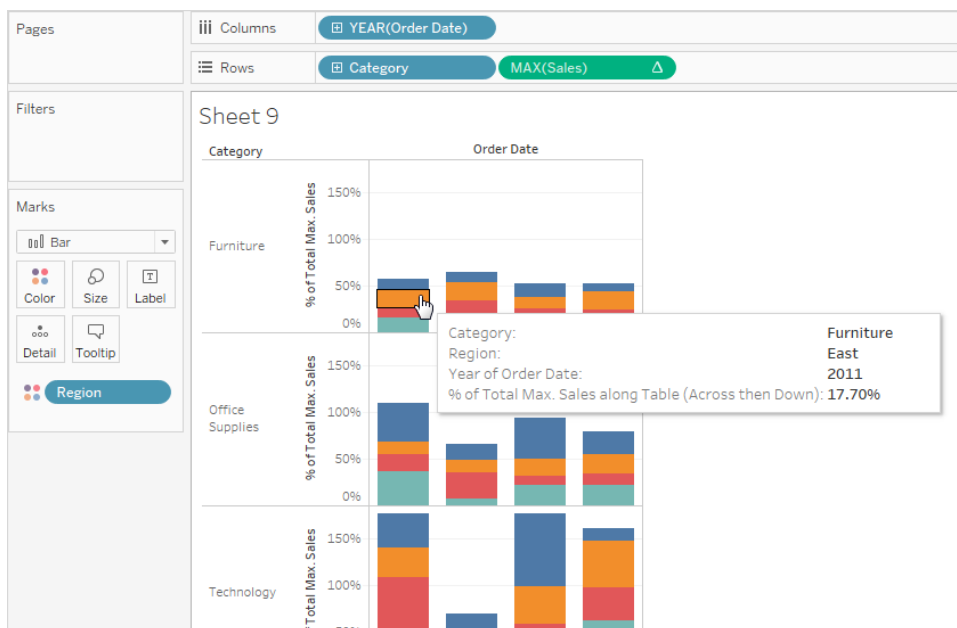 Pages
Columns
YEAR(Order Date)
Rows
Category
MAX(Sales)
Filters
Marks
Bar
Color Size Label
Detail Tooltip
Region
Sheet 9
Category
Order Date
Furniture
% of Total Max. Sales
150%
100%
50%
0%
Category: Furniture
Region: East
Year of Order Date: 2011
% of Total Max. Sales along Table (Across then Down): 17.70%
Office
Supplies
% of Total Max. Sales
150%
100%
50%
0%
Technology
Total Max. Sales
150%
100%